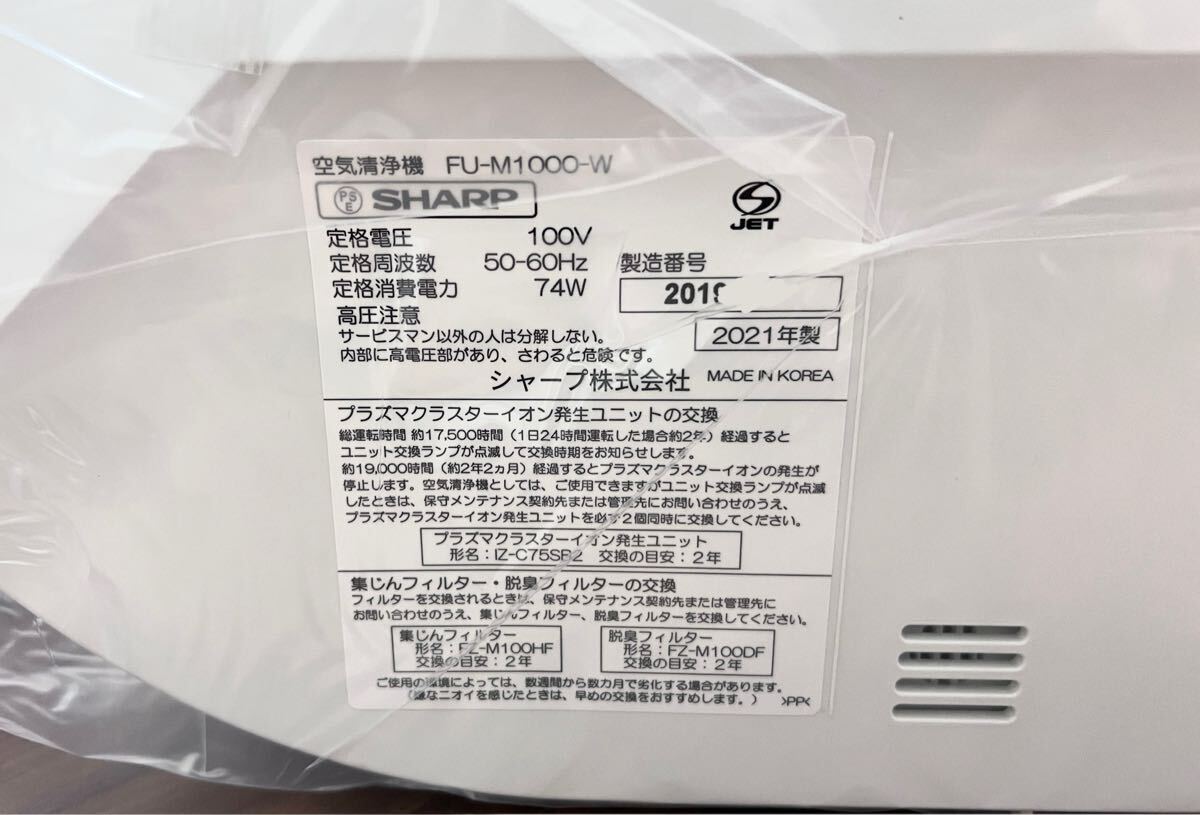 空気清浄機 FU-M1000-W
PSE SHARP
JET
定格電圧 100V
定格周波数 50-60Hz
定格消費電力 74W
製造番号
201
2021年製
高圧注意
サービスマン以外の人は分解しない。
内部に高電圧部があり、さわると危険です。
シャープ株式会社 MADE IN KOREA
プラズマクラスターイオン発生ユニットの交換
総運転時間 約17,500時間(1日24時間運転した場合約2年)経過すると
ユニット交換ランプが点滅して交換時期をお知らせします。
約19,000時間(約2年2ヵ月)経過するとプラズマクラスターイオンの発生が
停止します。空気清浄機としては、ご使用できますがユニット交換ランプが点滅
したときは、保守メンテナンス契約先または管理先にお問い合わせのうえ、
プラズマクラスターイオン発生ユニットを必ず2個同時に交換してください。
プラズマクラスターイオン発生ユニット
形名:IZ-C75SB2 交換の目安:2年
集じんフィルター・脱臭フィルターの交換
フィルターを交換されるときは、保守メンテナンス契約先または管理先に
お問い合わせのうえ、集じんフィルター、脱臭フィルターを交換してください。
集じんフィルター
形名:FZ-M100HF
交換の目安:2年
脱臭フィルター
形名:FZ-M100DF
交換の目安:2年
ご使用の環境によっては、数週間から数カ月で劣化する場合があります。
(嫌なニオイを感じたときは、早めの交換をおすすめします。) >PP<